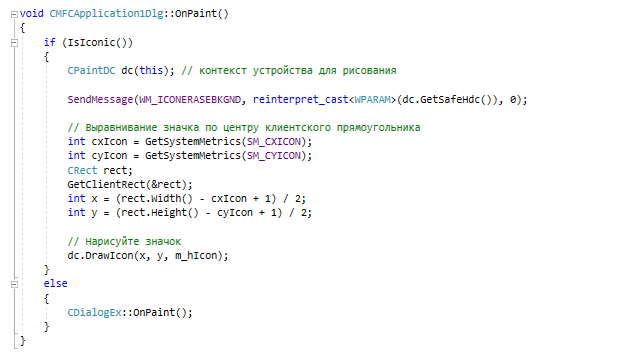 void CMFCApplication1Dlg::OnPaint()
{
    if (IsIconic())
    {
        CPaintDC dc(this); // контекст устройства для рисования

        SendMessage(WM_ICONERASEBKGND, reinterpret_cast<WPARAM>(dc.GetSafeHdc()), 0);

        // Выравнивание значка по центру клиентского прямоугольника
        int cxIcon = GetSystemMetrics(SM_CXICON);
        int cyIcon = GetSystemMetrics(SM_CYICON);
        CRect rect;
        GetClientRect(&rect);
        int x = (rect.Width() - cxIcon + 1) / 2;
        int y = (rect.Height() - cyIcon + 1) / 2;

        // Нарисуйте значок
        dc.DrawIcon(x, y, m_hIcon);
    }
    else
    {
        CDialogEx::OnPaint();
    }
}